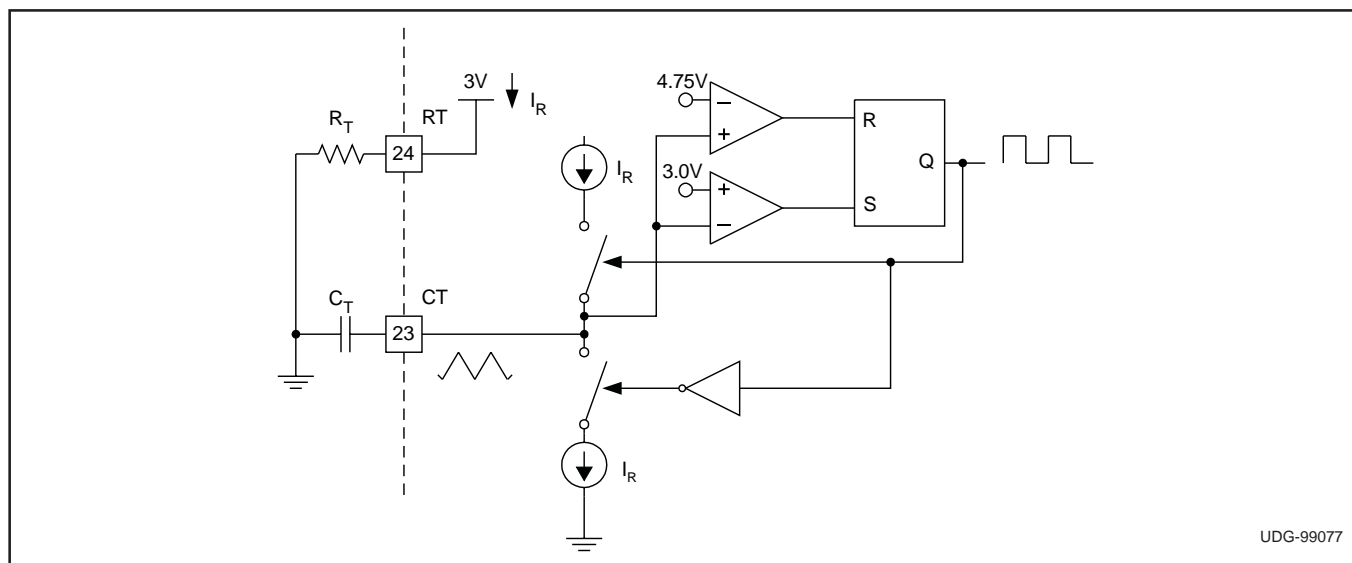 3V
I_R
R_T
RT
24
4.75V
−
+
R
Q
I_R
3.0V
+
−
S
C_T
CT
23
I_R
UDG-99077